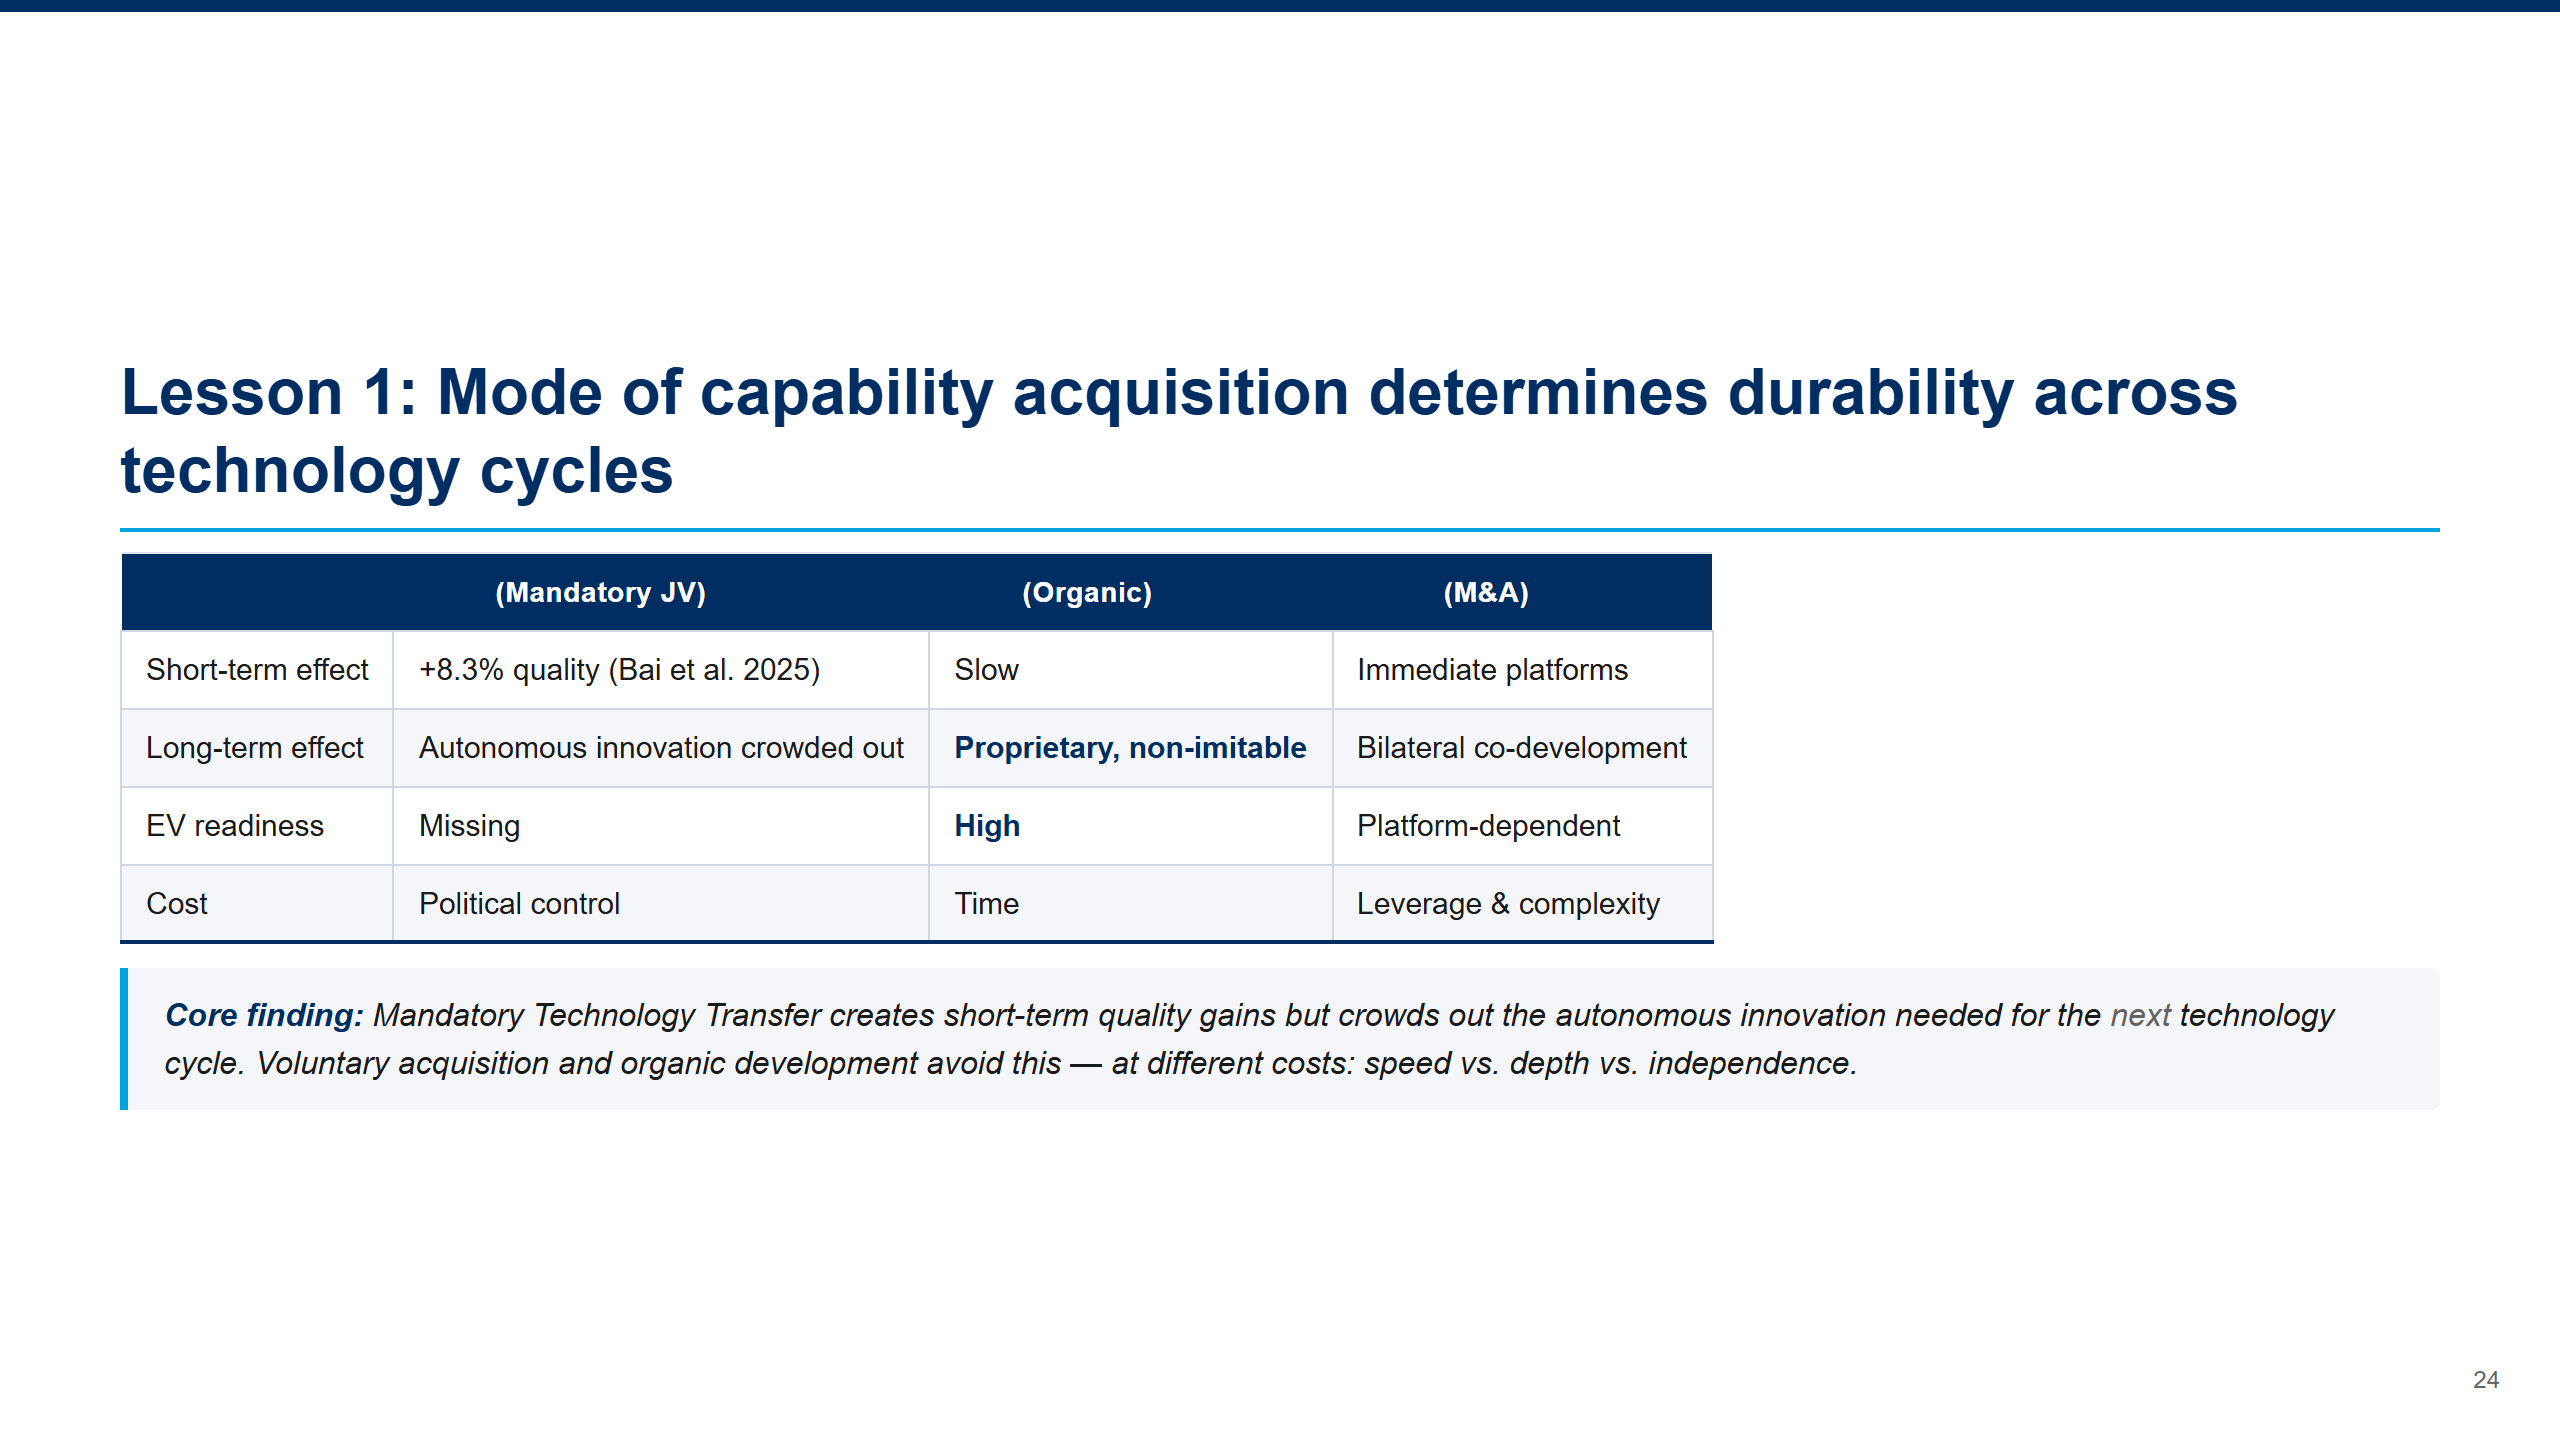 Lesson 1: Mode of capability acquisition determines durability across
technology cycles
(Mandatory JV) (Organic) (M&A)
Short-term effect +8.3% quality (Bai et al. 2025) Slow Immediate platforms
Long-term effect Autonomous innovation crowded out Proprietary, non-imitable Bilateral co-development
EV readiness Missing High Platform-dependent
Cost Political control Time Leverage & complexity
Core finding: Mandatory Technology Transfer creates short-term quality gains but crowds out the autonomous innovation needed for the next technology
cycle. Voluntary acquisition and organic development avoid this — at different costs: speed vs. depth vs. independence.
24